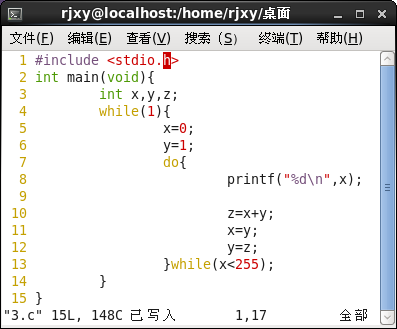 rjxy@localhost:/home/rjxy/桌面
文件(F) 编辑(E) 查看(V) 搜索 (S) 终端(T) 帮助(H)
1 #include <stdio.h>
2 int main(void){
3         int x,y,z;
4         while(1){
5                 x=0;
6                 y=1;
7                 do{
8                         printf("%d\n",x);
9
10                         z=x+y;
11                         x=y;
12                         y=z;
13                 }while(x<255);
14         }
15 }
"3.c" 15L, 148C 已写入 1,17 全部